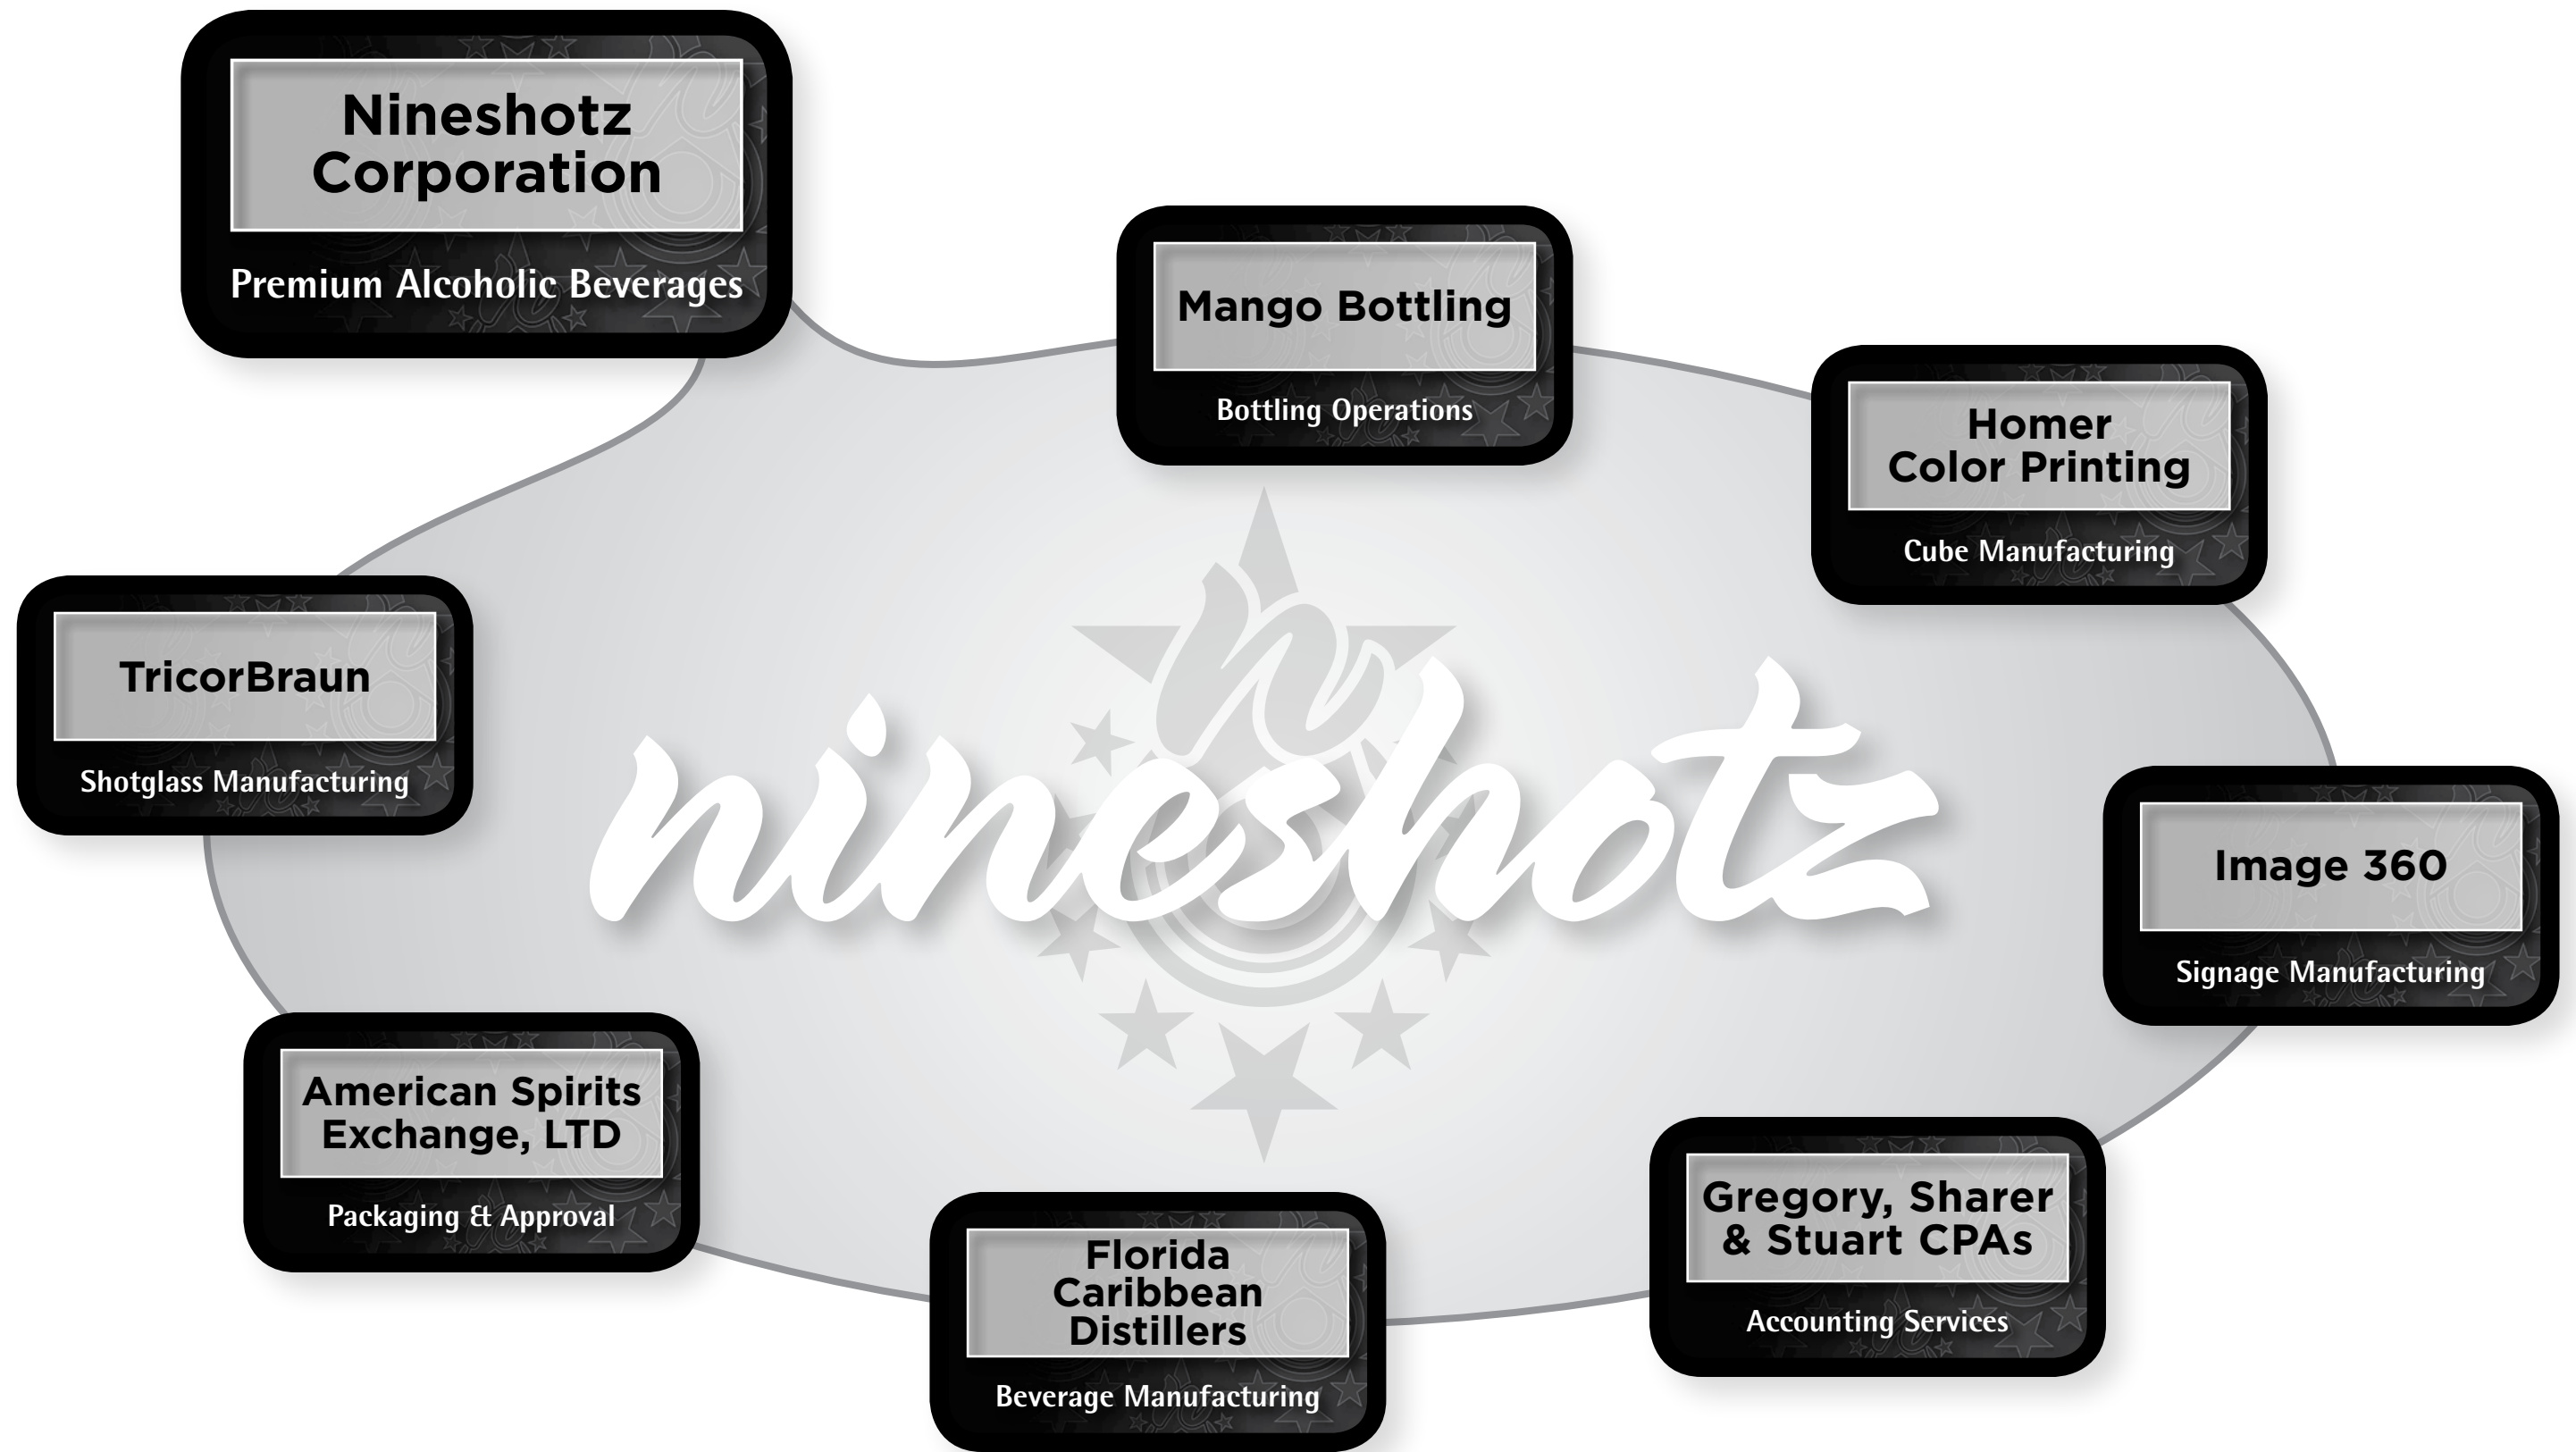 Nineshotz
Corporation
Premium Alcoholic Beverages
Mango Bottling
Bottling Operations
Homer
Color Printing
Cube Manufacturing
TricorBraun
Shotglass Manufacturing
nineshotz
Image 360
Signage Manufacturing
American Spirits
Exchange, LTD
Packaging & Approval
Florida
Caribbean
Distillers
Beverage Manufacturing
Gregory, Sharer
& Stuart CPAs
Accounting Services